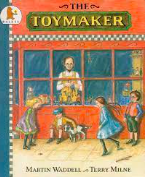 THE
TOYMAKER
MARTIN WADDELL TERRY MILNE